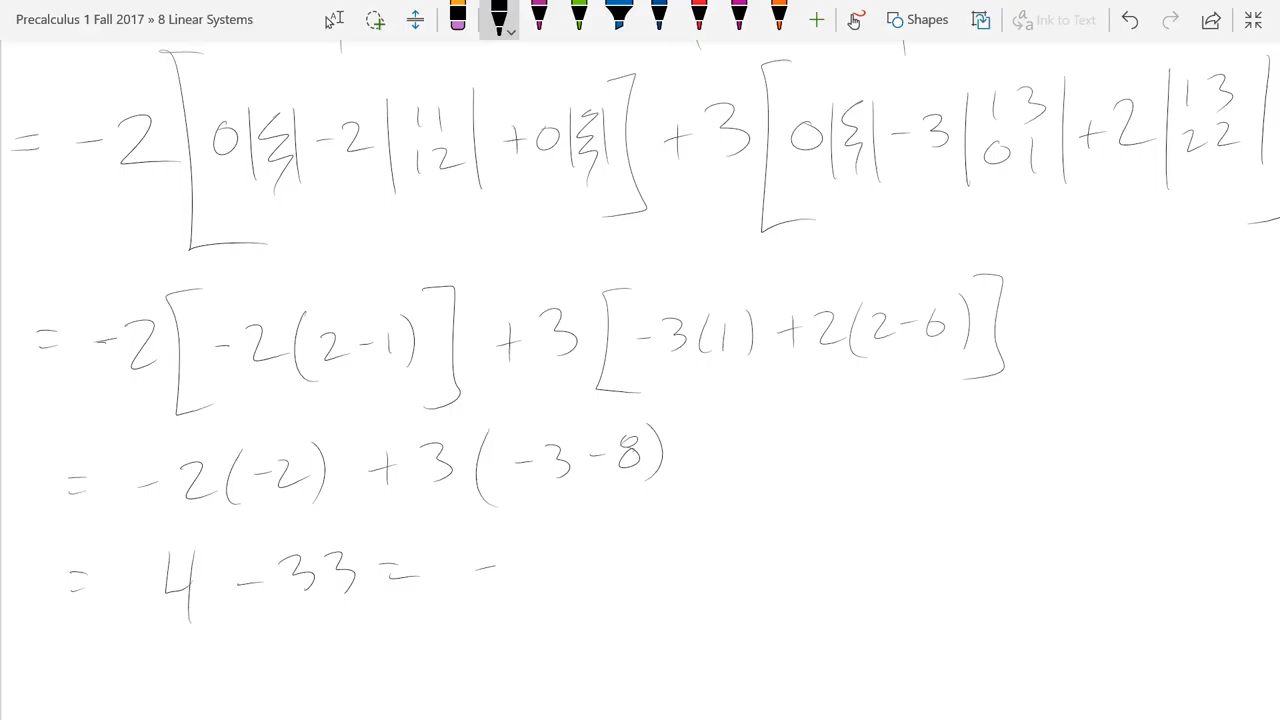 Precalculus 1 Fall 2017 » 8 Linear Systems Shapes Ink to Text
= -2 [ 0| | -2 | 1 1 | +0| | ] +3 [ 0| | -3 | 1 3 | +2 | 1 3 |
1 2 0 1 2 2
= -2 [ -2(2-1) ] +3 [ -3(1) +2(2-6) ]
= -2(-2) +3(-3-8)
= 4 -33 = -